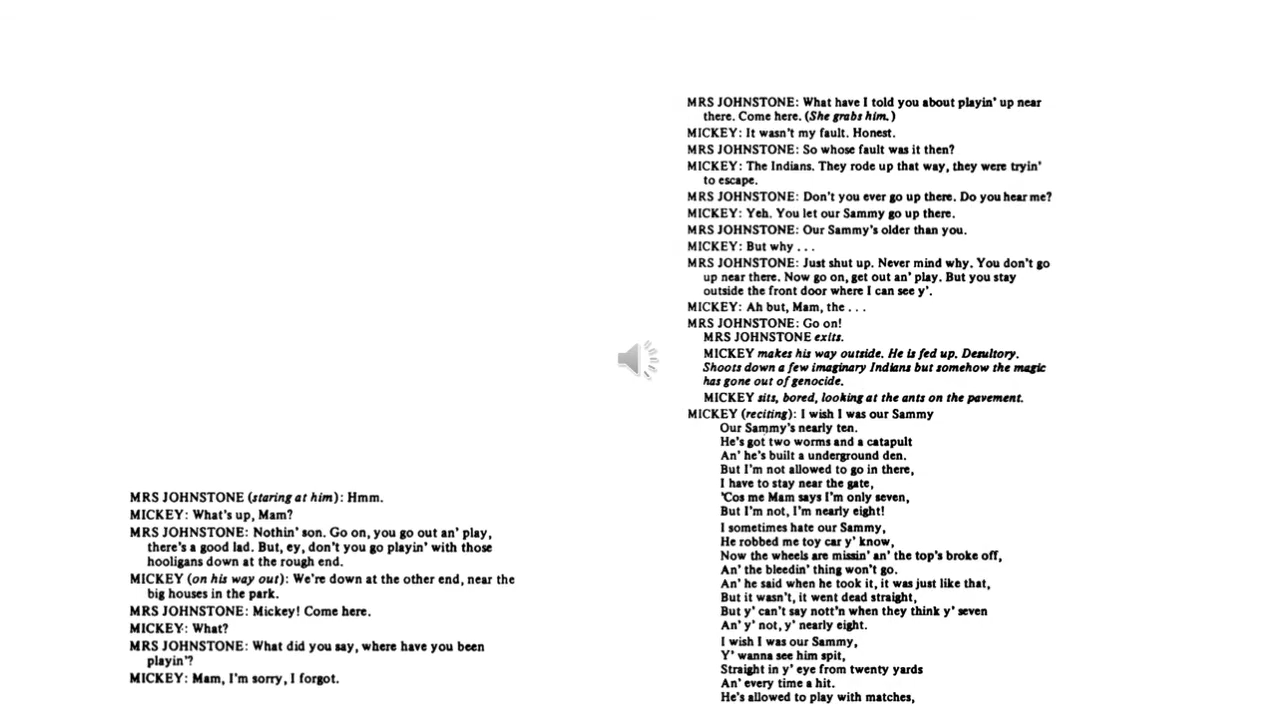 MRS JOHNSTONE (staring at him): Hmm.
MICKEY: What's up, Mam?
MRS JOHNSTONE: Nothin' son. Go on, you go out an' play,
there's a good lad. But, ey, don't you go playin' with those
hooligans down at the rough end.
MICKEY (on his way out): We're down at the other end, near the
big houses in the park.
MRS JOHNSTONE: Mickey! Come here.
MICKEY: What?
MRS JOHNSTONE: What did you say, where have you been
playin'?
MICKEY: Mam, I'm sorry, I forgot.
MRS JOHNSTONE: What have I told you about playin' up near
there. Come here. (She grabs him.)
MICKEY: It wasn't my fault. Honest.
MRS JOHNSTONE: So whose fault was it then?
MICKEY: The Indians. They rode up that way, they were tryin'
to escape.
MRS JOHNSTONE: Don't you ever go up there. Do you hear me?
MICKEY: Yeh. You let our Sammy go up there.
MRS JOHNSTONE: Our Sammy's older than you.
MICKEY: But why . . .
MRS JOHNSTONE: Just shut up. Never mind why. You don't go
up near there. Now go on, get out an' play. But you stay
outside the front door where I can see y'.
MICKEY: Ah but, Mam, the . . .
MRS JOHNSTONE: Go on!
MRS JOHNSTONE exits.
MICKEY makes his way outside. He is fed up. Desultory.
Shoots down a few imaginary Indians but somehow the magic
has gone out of genocide.
MICKEY sits, bored, looking at the ants on the pavement.
MICKEY (reciting): I wish I was our Sammy
Our Sammy's nearly ten.
He's got two worms and a catapult
An' he's built a underground den.
But I'm not allowed to go in there,
I have to stay near the gate,
'Cos me Mam says I'm only seven,
But I'm not, I'm nearly eight!
I sometimes hate our Sammy,
He robbed me toy car y' know,
Now the wheels are missin' an' the top's broke off,
An' the bleedin' thing won't go.
An' he said when he took it, it was just like that,
But it wasn't, it went dead straight,
But y' can't say nott'n when they think y' seven
An' y' not, y' nearly eight.
I wish I was our Sammy,
Y' wanna see him spit,
Straight in y' eye from twenty yards
An' every time a hit.
He's allowed to play with matches,